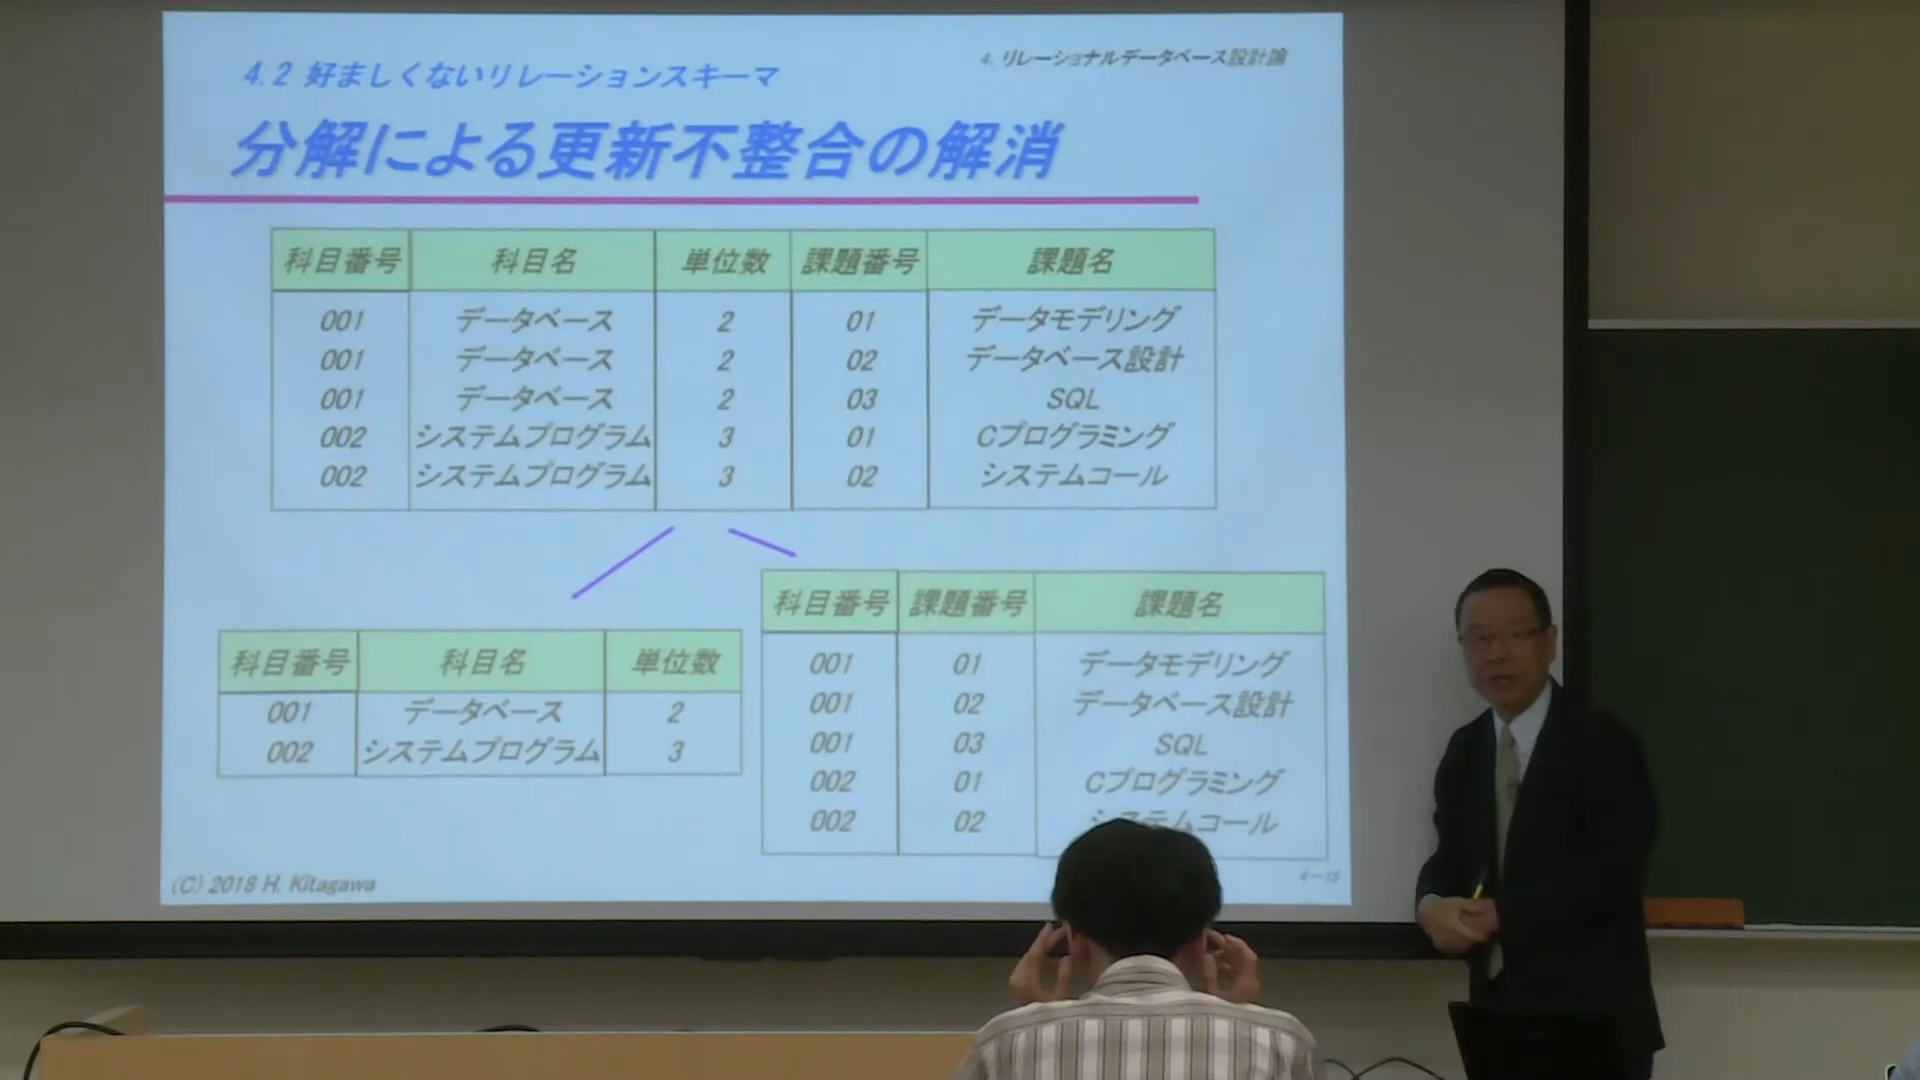 4. リレーショナルデータベース設計論
4.2 好ましくないリレーションスキーマ
分解による更新不整合の解消
科目番号 科目名 単位数 課題番号 課題名
001 データベース 2 01 データモデリング
001 データベース 2 02 データベース設計
001 データベース 2 03 SQL
002 システムプログラム 3 01 Cプログラミング
002 システムプログラム 3 02 システムコール
科目番号 科目名 単位数
001 データベース 2
002 システムプログラム 3
科目番号 課題番号 課題名
001 01 データモデリング
001 02 データベース設計
001 03 SQL
002 01 Cプログラミング
002 02 システムコール
(C) 2018 H. Kitagawa